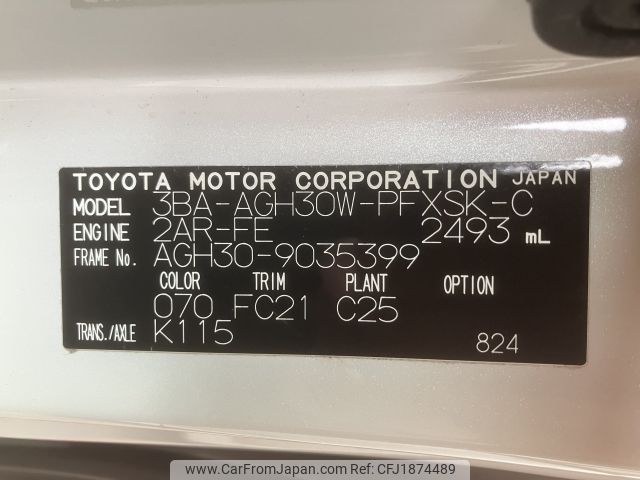 TOYOTA MOTOR CORPORATION JAPAN
MODEL 3BA-AGH30W-PFXSK-C
ENGINE 2AR-FE 2493 mL
FRAME No. AGH30-9035399
COLOR TRIM PLANT OPTION
070 FC21 C25
TRANS./AXLE K115
824
www.CarFromJapan.com Ref No.CFJ1874489